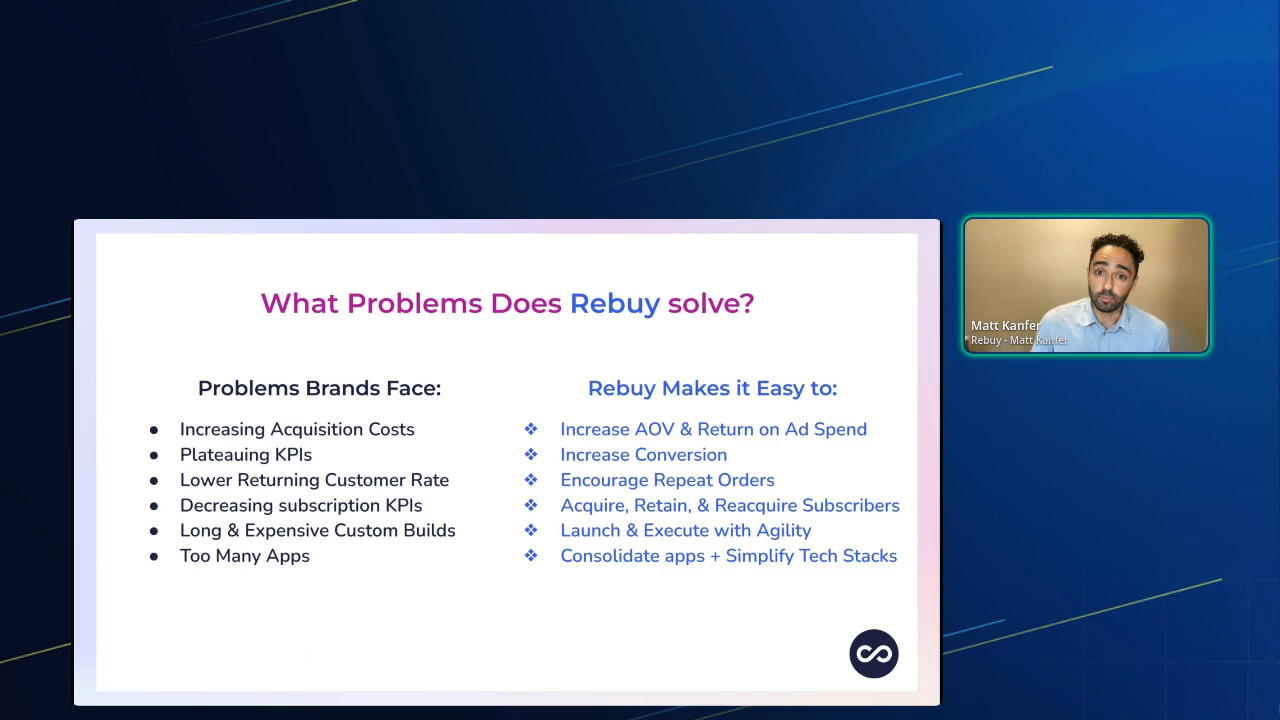 What Problems Does Rebuy solve?
Problems Brands Face:
● Increasing Acquisition Costs
● Plateauing KPIs
● Lower Returning Customer Rate
● Decreasing subscription KPIs
● Long & Expensive Custom Builds
● Too Many Apps
Rebuy Makes it Easy to:
❖ Increase AOV & Return on Ad Spend
❖ Increase Conversion
❖ Encourage Repeat Orders
❖ Acquire, Retain, & Reacquire Subscribers
❖ Launch & Execute with Agility
❖ Consolidate apps + Simplify Tech Stacks
Matt Kanfer
Rebuy - Matt Kanfer